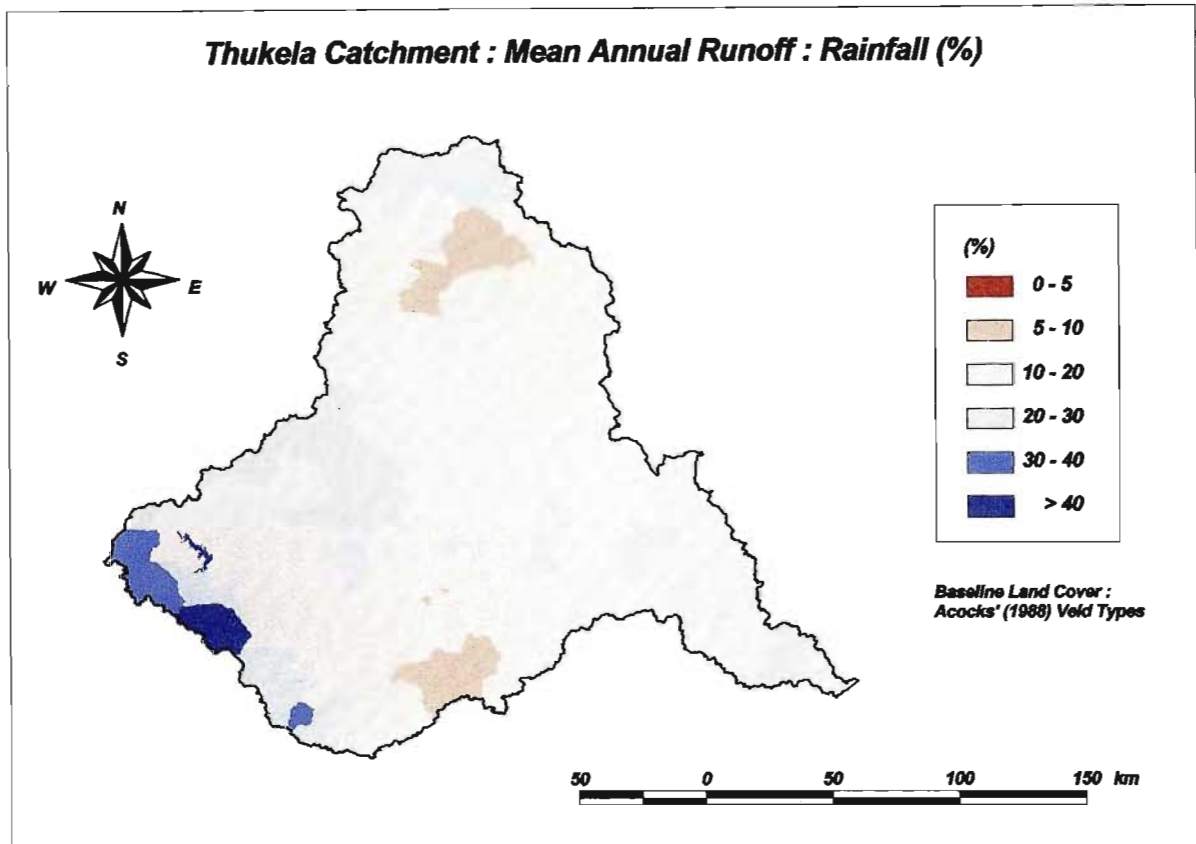 Thukela Catchment : Mean Annual Runoff : Rainfall (%)
N
W
E
S
(%)
0 - 5
5 - 10
10 - 20
20 - 30
30 - 40
> 40
Baseline Land Cover :
Acocks' (1988) Veld Types
50 0 50 100 150 km